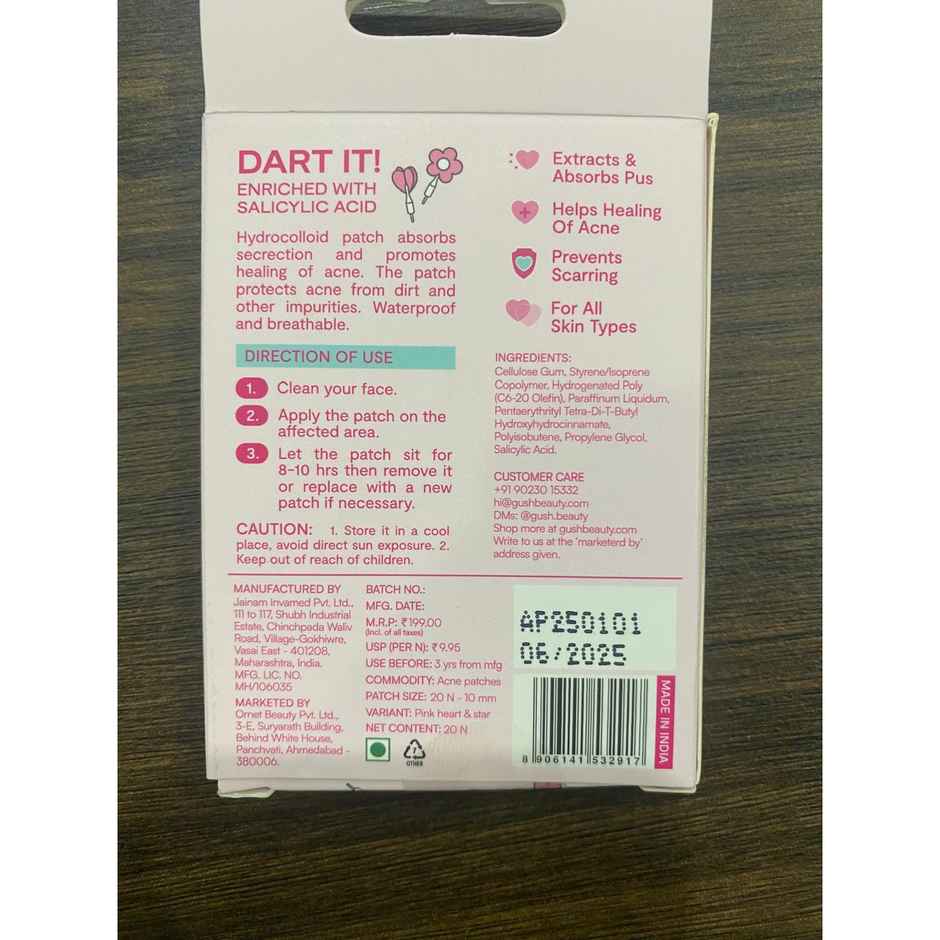 DART IT!
ENRICHED WITH
SALICYLIC ACID
Hydrocolloid patch absorbs
secretion and promotes
healing of acne. The patch
protects acne from dirt and
other impurities. Waterproof
and breathable.
DIRECTION OF USE
1. Clean your face.
2. Apply the patch on the
affected area.
3. Let the patch sit for
8-10 hrs then remove it
or replace with a new
patch if necessary.
CAUTION: 1. Store it in a cool
place, avoid direct sun exposure. 2.
Keep out of reach of children.
Extracts &
Absorbs Pus
Helps Healing
Of Acne
Prevents
Scarring
For All
Skin Types
INGREDIENTS:
Cellulose Gum, Styrene/Isoprene
Copolymer, Hydrogenated Poly
(C6-20 Olefin), Paraffinum Liquidum,
Pentaerythrityl Tetra-Di-T-Butyl
Hydroxyhydrocinnamate,
Polyisobutene, Propylene Glycol,
Salicylic Acid.
CUSTOMER CARE
+91 90230 15332
hi@gushbeauty.com
DMs: @gush.beauty
Shop more at gushbeauty.com
Write to us at the 'marketerd by'
address given.
MANUFACTURED BY
Jainam Invamed Pvt. Ltd.,
111 to 117, Shubh Industrial
Estate, Chinchpada Waliv
Road, Village-Gokhiwre,
Vasai East - 401208,
Maharashtra, India.
MFG. LIC. NO.
MH/106035
MARKETED BY
Ornet Beauty Pvt. Ltd.,
3-E, Suryarath Building,
Behind White House,
Panchvati, Ahmedabad -
380006.
BATCH NO.:
MFG. DATE:
M.R.P.: ₹199.00
(Incl. of all taxes)
USP (PER N): ₹9.95
USE BEFORE: 3 yrs from mfg
COMMODITY: Acne patches
PATCH SIZE: 20 N - 10 mm
VARIANT: Pink heart & star
NET CONTENT: 20 N
7
OTHER
AP250101
06/2025
8 906141 532917
MADE IN INDIA